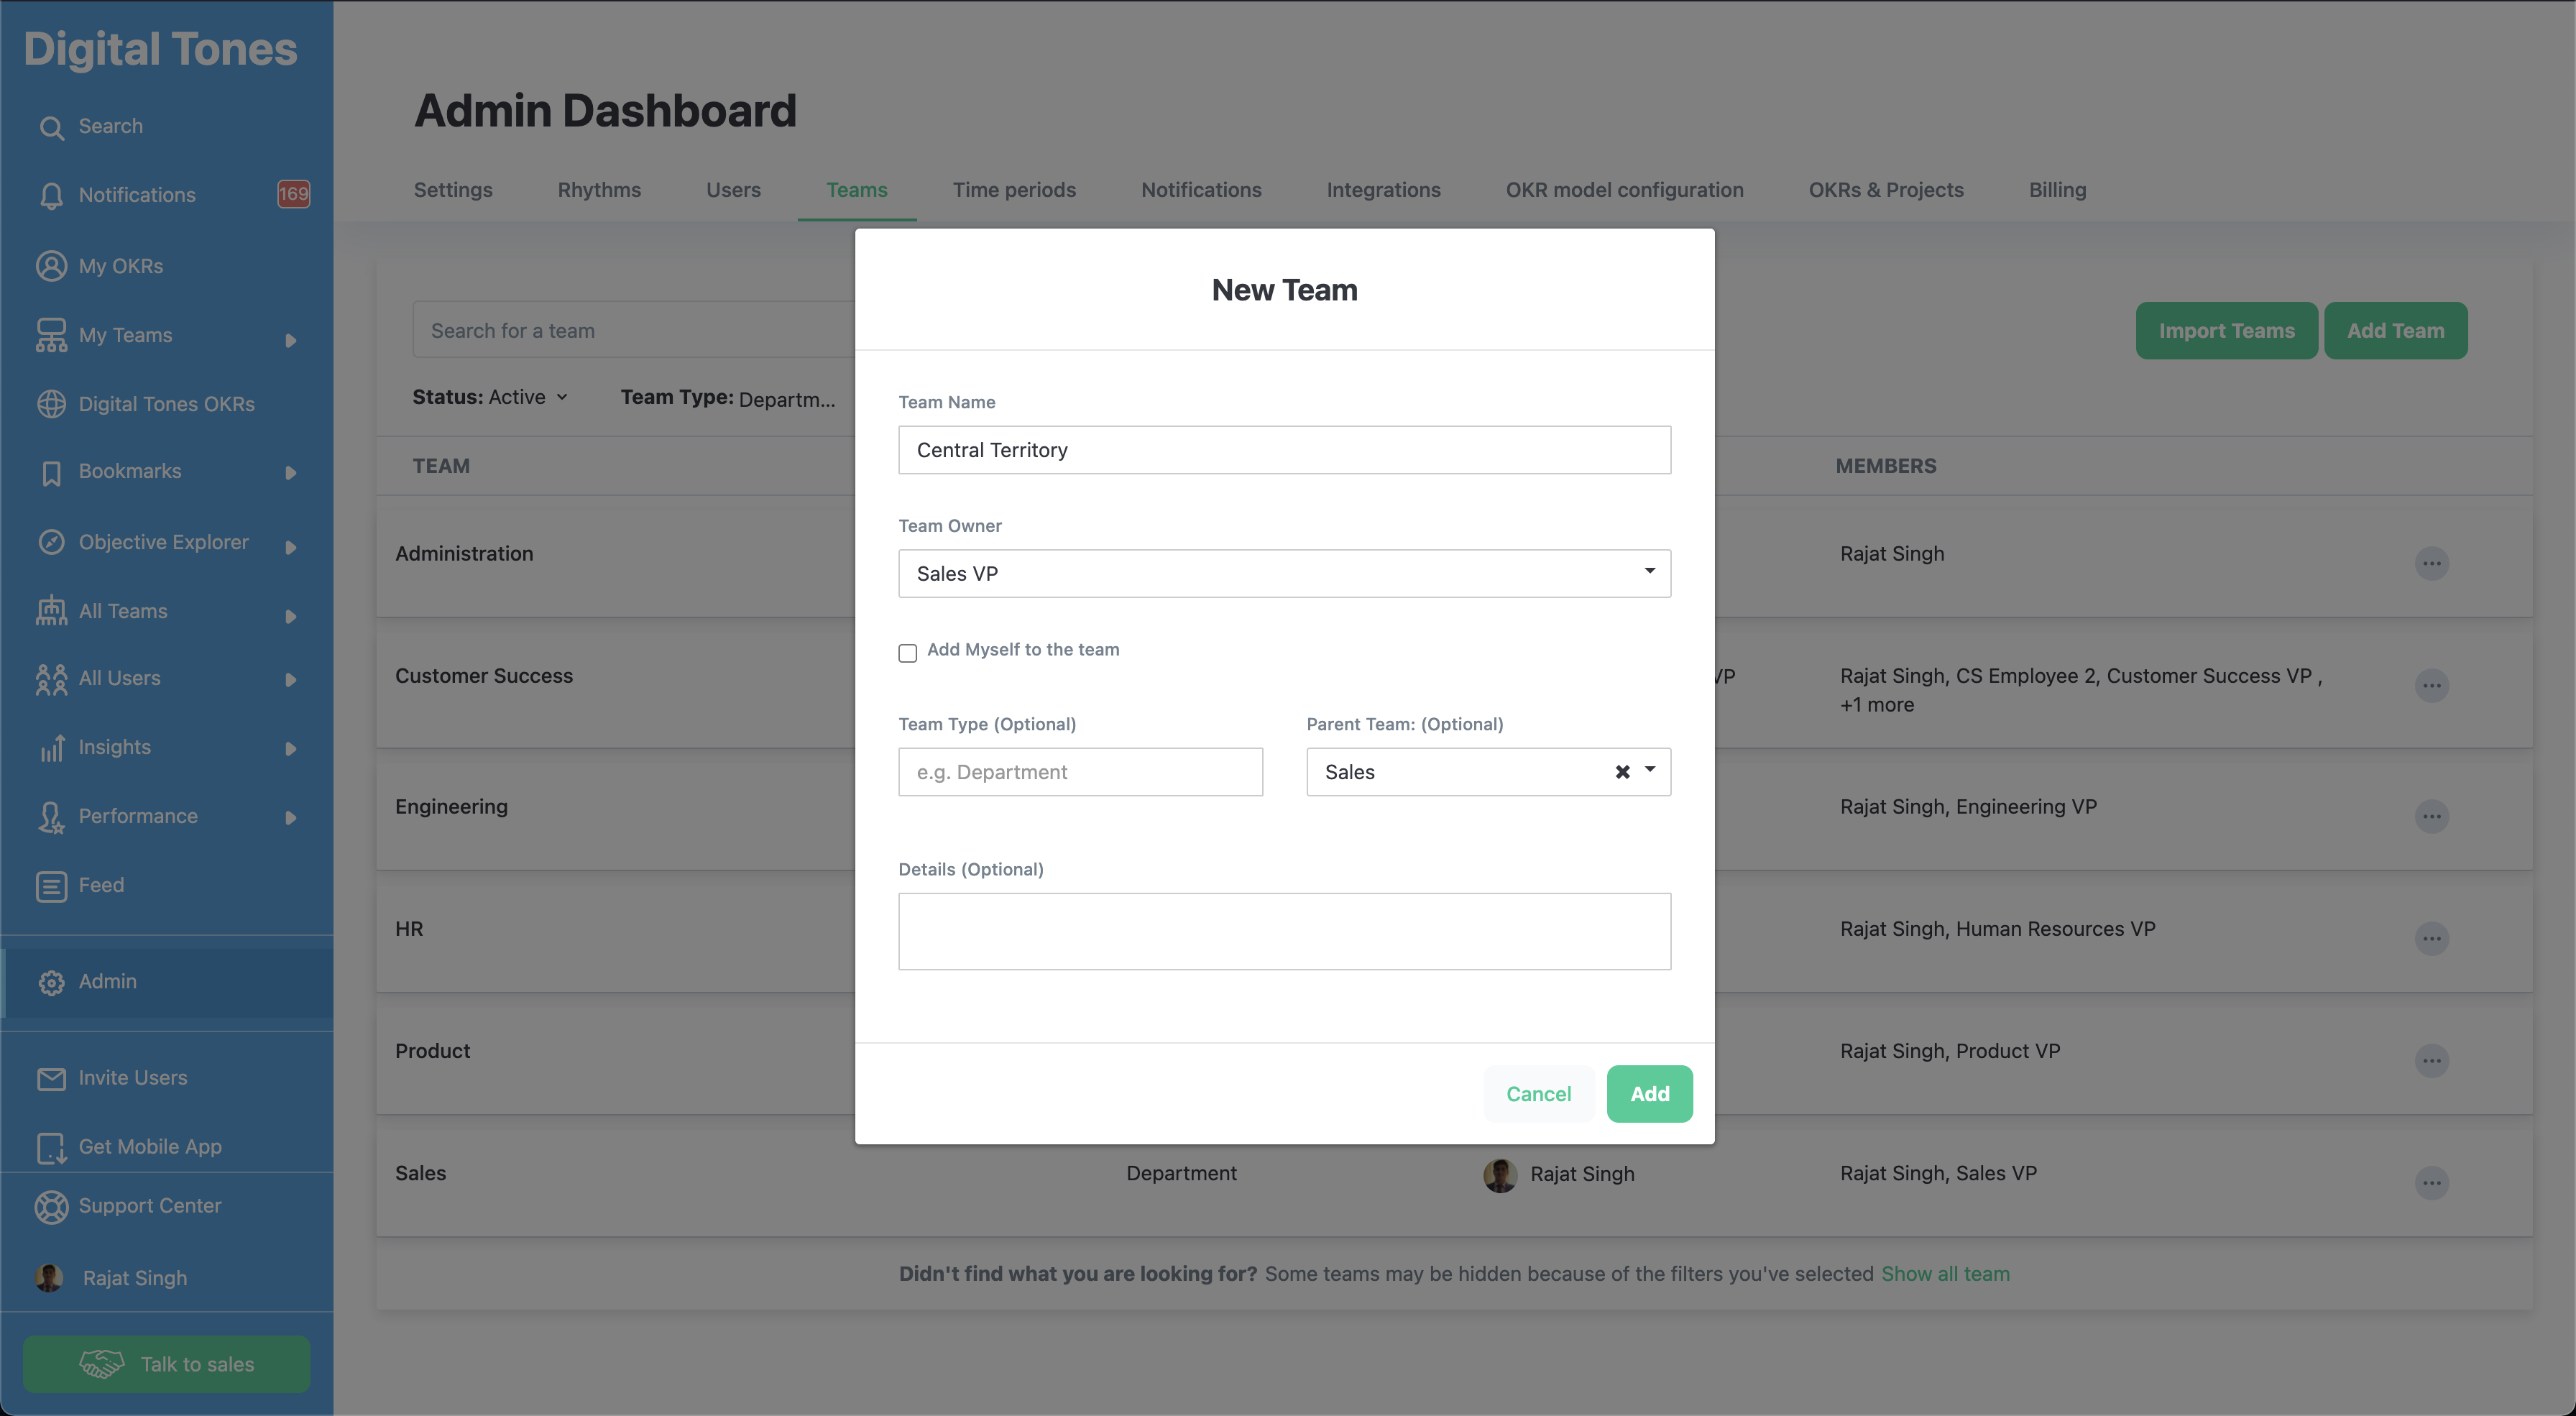 Digital Tones
Search
Notifications 169
My OKRs
My Teams
Digital Tones OKRs
Bookmarks
Objective Explorer
All Teams
All Users
Insights
Performance
Feed
Admin
Invite Users
Get Mobile App
Support Center
Rajat Singh
Talk to sales
Admin Dashboard
Settings Rhythms Users Teams Time periods Notifications Integrations OKR model configuration OKRs & Projects Billing
Search for a team
Import Teams Add Team
Status: Active Team Type: Departm...
TEAM MEMBERS
Administration Rajat Singh
Customer Success VP Rajat Singh, CS Employee 2, Customer Success VP ,
+1 more
Engineering Rajat Singh, Engineering VP
HR Rajat Singh, Human Resources VP
Product Rajat Singh, Product VP
Sales Department Rajat Singh Rajat Singh, Sales VP
Didn't find what you are looking for? Some teams may be hidden because of the filters you've selected Show all team
New Team
Team Name
Central Territory
Team Owner
Sales VP
Add Myself to the team
Team Type (Optional) Parent Team: (Optional)
e.g. Department Sales
Details (Optional)
Cancel Add